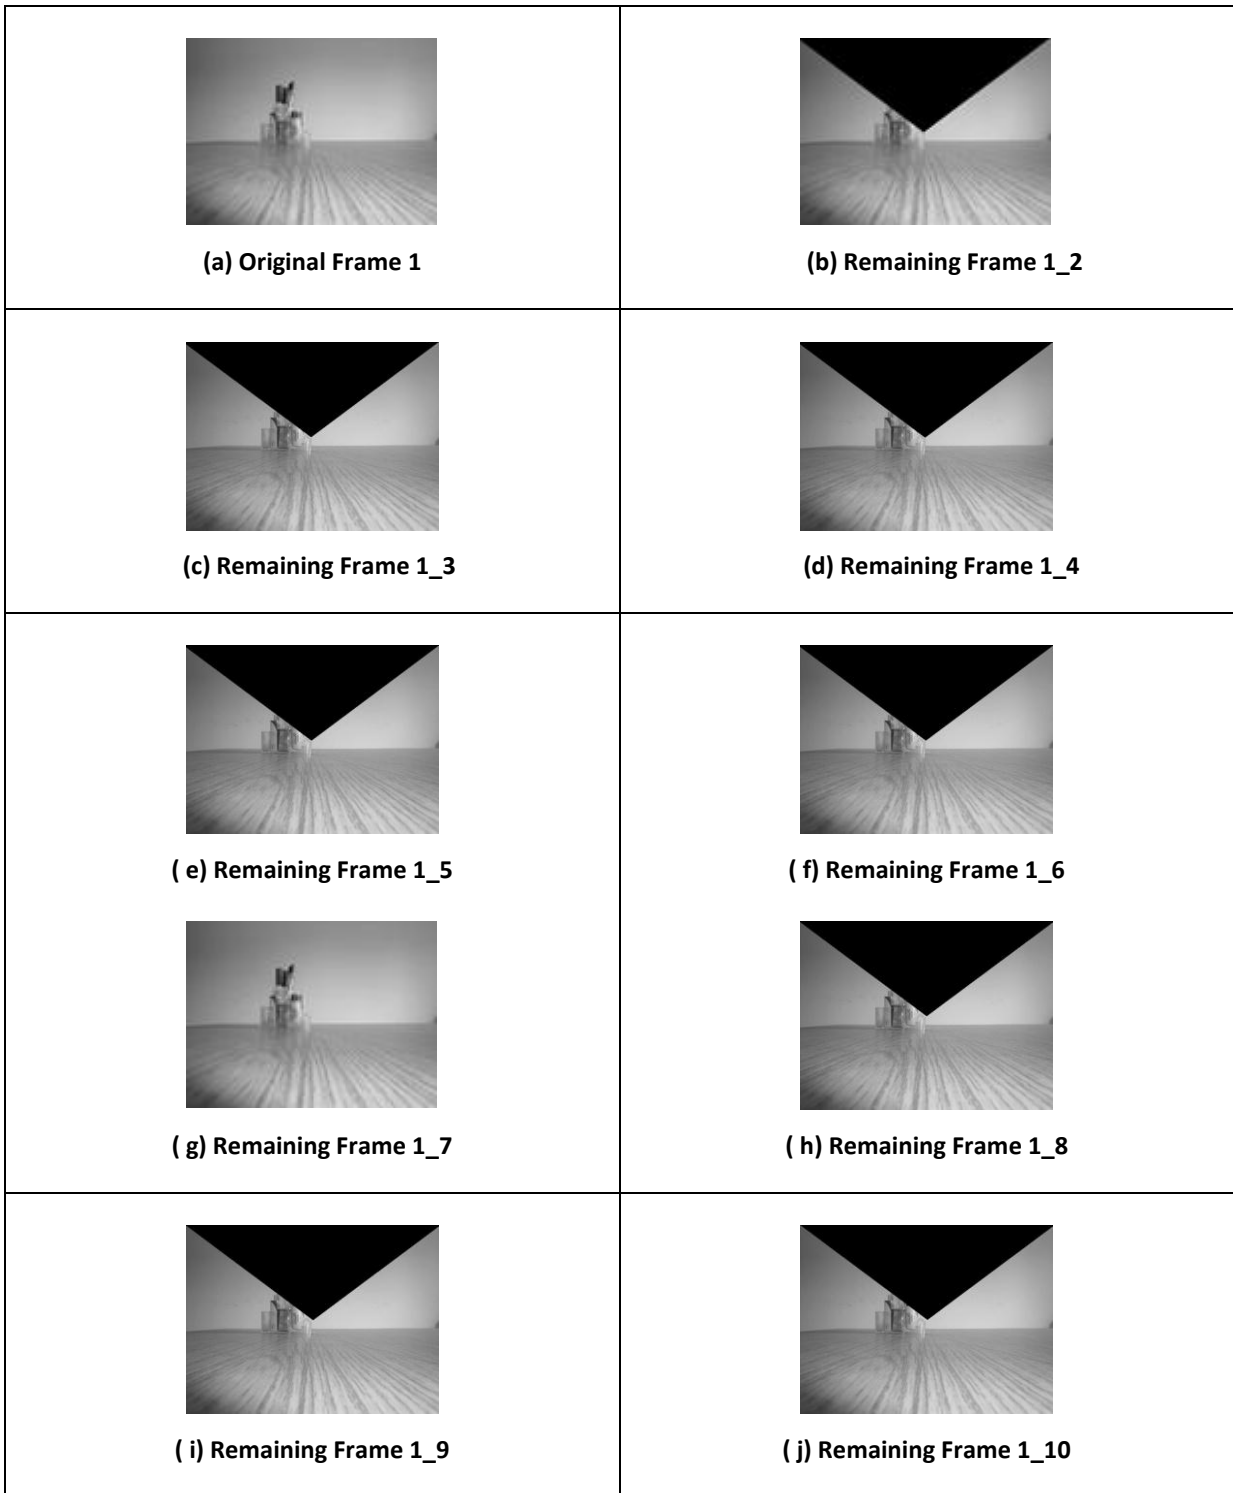 (a) Original Frame 1
(b) Remaining Frame 1_2
(c) Remaining Frame 1_3
(d) Remaining Frame 1_4
( e) Remaining Frame 1_5
( f) Remaining Frame 1_6
( g) Remaining Frame 1_7
( h) Remaining Frame 1_8
( i) Remaining Frame 1_9
( j) Remaining Frame 1_10